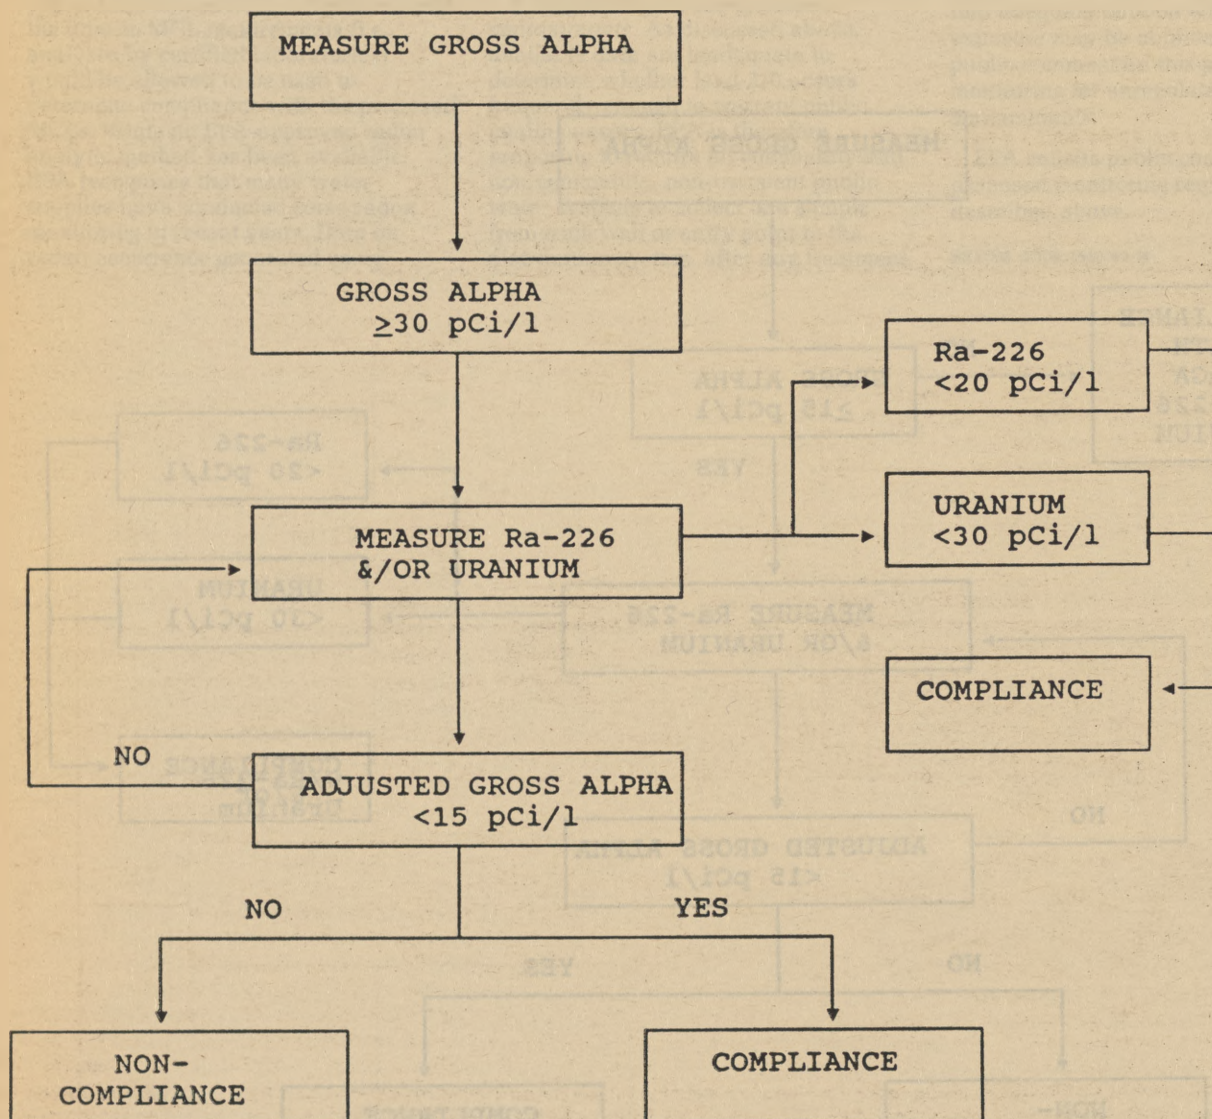 MEASURE GROSS ALPHA
GROSS ALPHA
≥30 pCi/l
Ra-226
<20 pCi/l
MEASURE Ra-226
&/OR URANIUM
URANIUM
<30 pCi/l
COMPLIANCE
NO
ADJUSTED GROSS ALPHA
<15 pCi/l
NO
YES
NON-
COMPLIANCE
COMPLIANCE